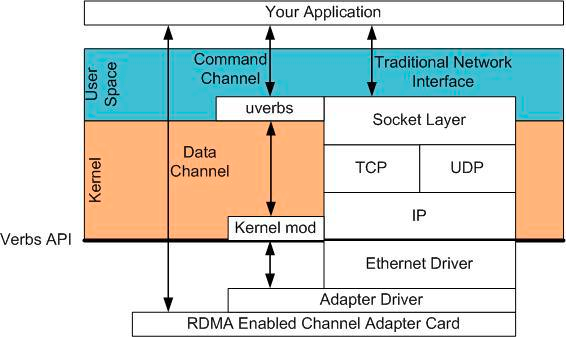 Your Application
User
Space
Command
Channel
Traditional Network
Interface
uverbs
Socket Layer
Kernel
Data
Channel
TCP
UDP
IP
Kernel mod
Verbs API
Ethernet Driver
Adapter Driver
RDMA Enabled Channel Adapter Card